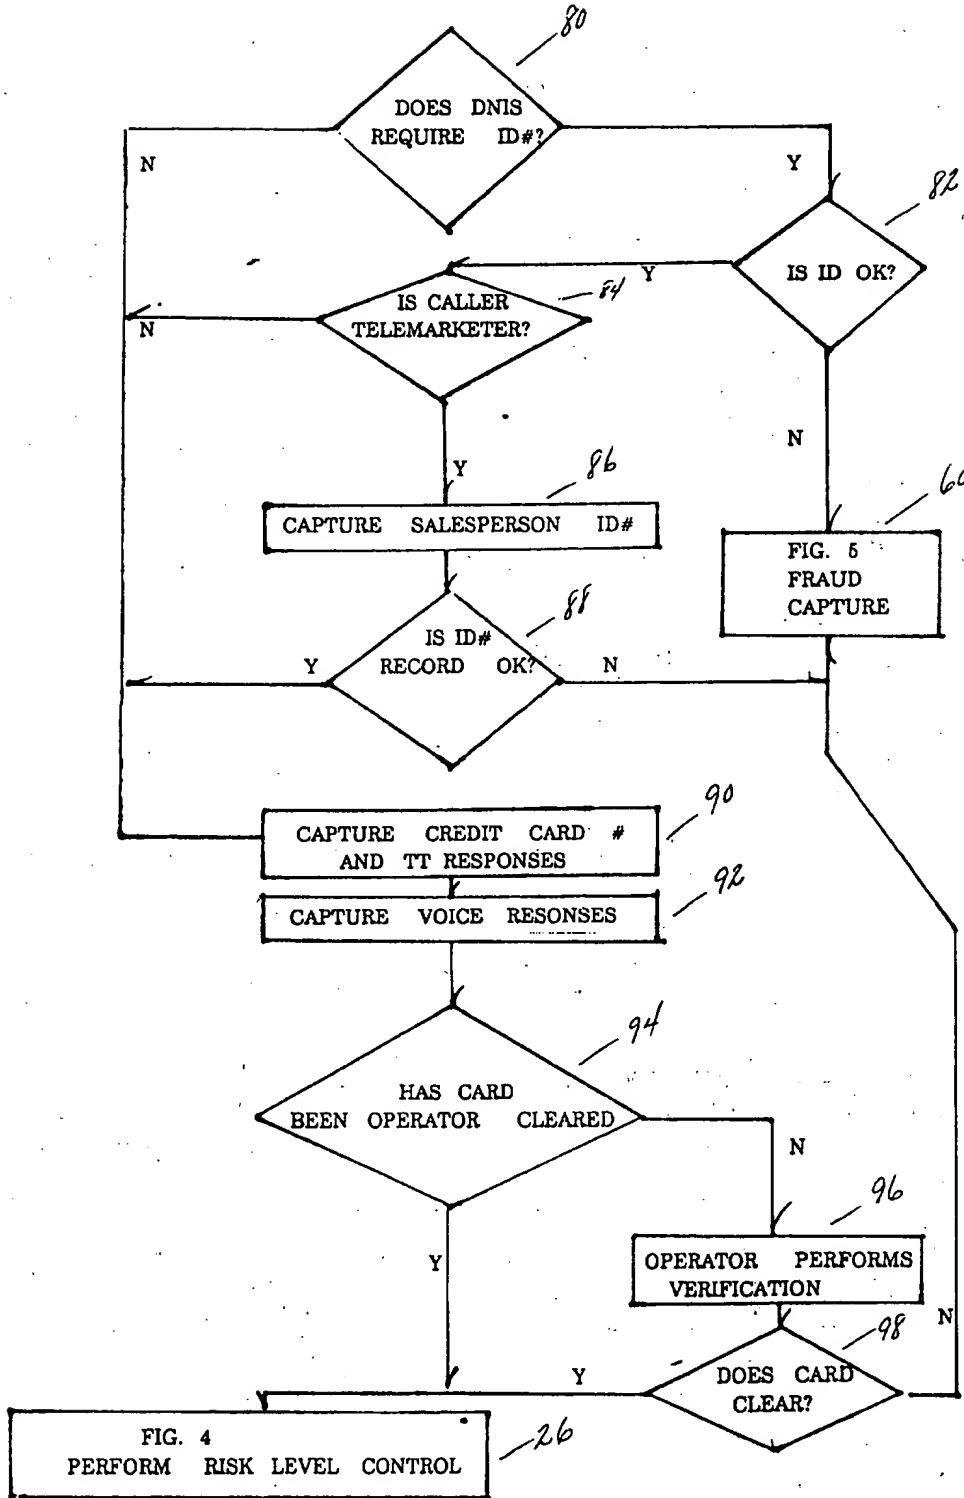 80
DOES DNIS
REQUIRE ID#?
N
Y
82
IS ID OK?
Y
84
IS CALLER
TELEMARKETER?
N
N
Y
86
CAPTURE SALESPERSON ID#
60
FIG. 5
FRAUD
CAPTURE
88
IS ID#
RECORD OK?
Y
N
90
CAPTURE CREDIT CARD #
AND TT RESPONSES
92
CAPTURE VOICE RESONSES
94
HAS CARD
BEEN OPERATOR CLEARED
N
96
Y
OPERATOR PERFORMS
VERIFICATION
N
98
DOES CARD
CLEAR?
Y
FIG. 4
PERFORM RISK LEVEL CONTROL
26